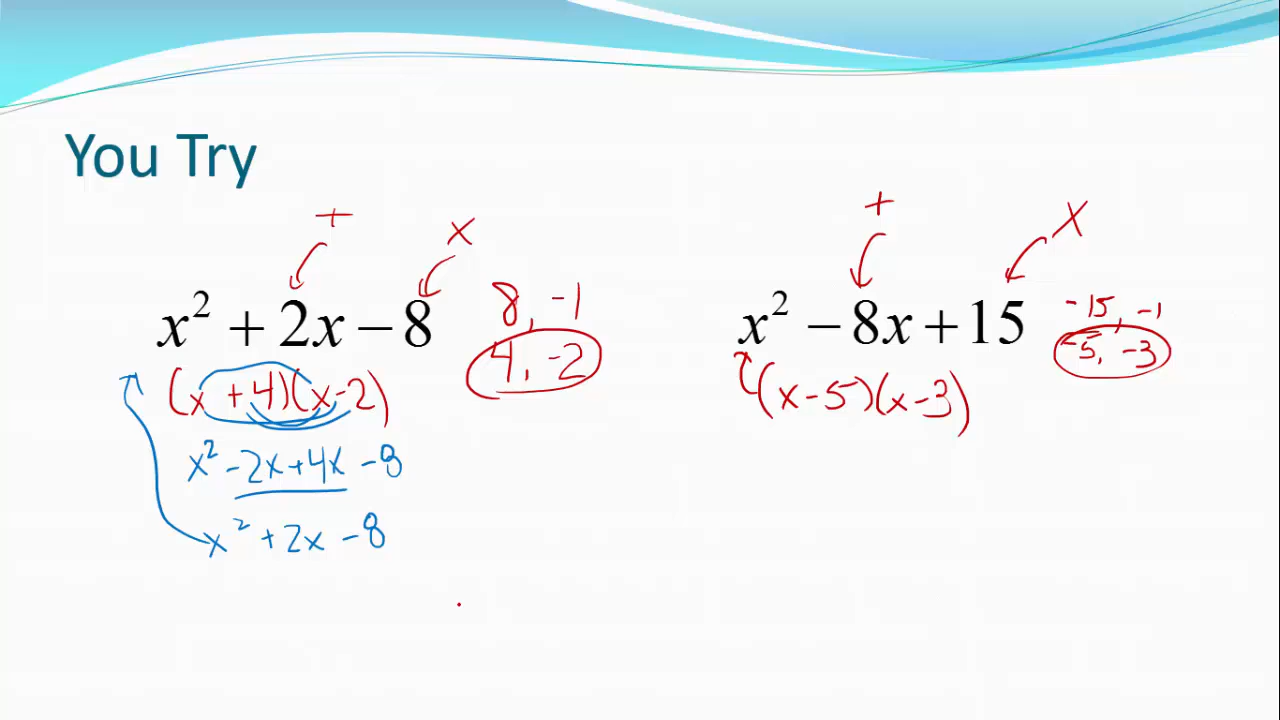 You Try
+
x
x² + 2x − 8
8, -1
4, -2
(x + 4)(x - 2)
x² - 2x + 4x - 8
x² + 2x - 8
+
x
x² − 8x + 15
-15, -1
-5, -3
(x - 5)(x - 3)